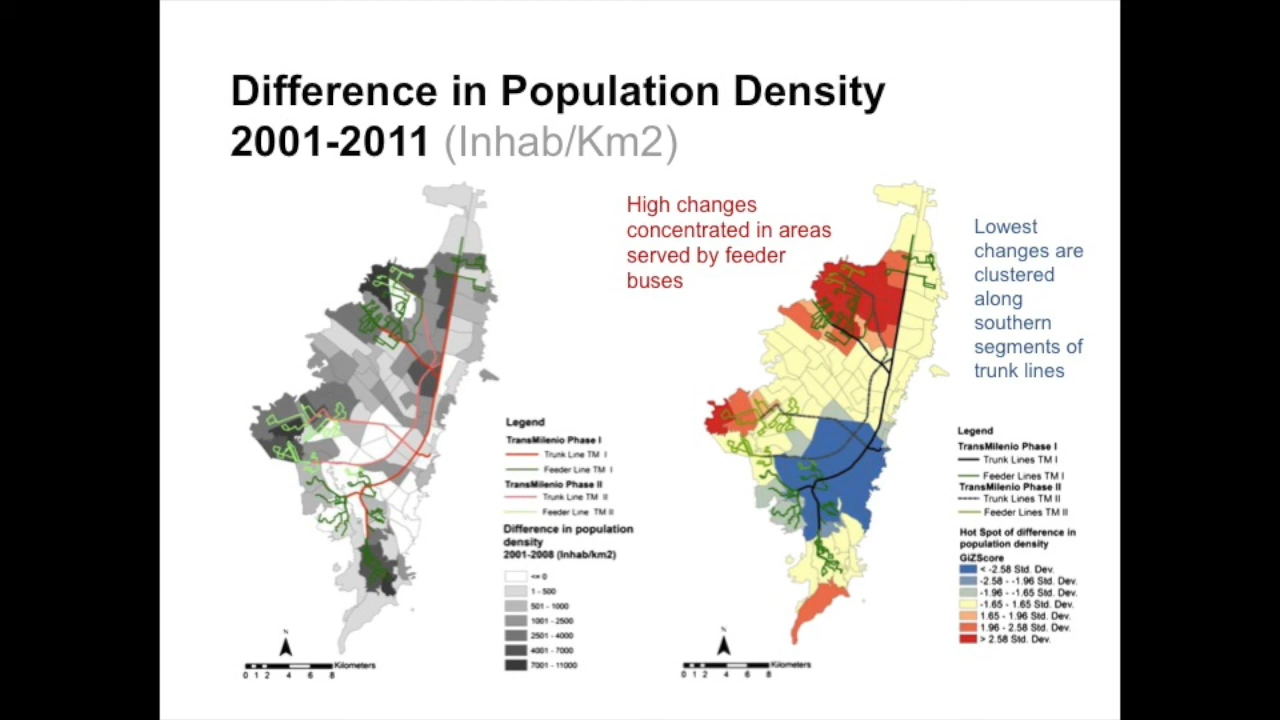 Difference in Population Density
2001-2011 (Inhab/Km2)
High changes
concentrated in areas
served by feeder
buses
Lowest
changes are
clustered
along
southern
segments of
trunk lines
Legend
TransMilenio Phase I
Trunk Line TM I
Feeder Line TM I
TransMilenio Phase II
Trunk Line TM II
Feeder Line TM II
Difference in population
density
2001-2008 (Inhab/km2)
<= 0
1 - 500
501 - 1000
1001 - 2500
2501 - 4000
4001 - 7000
7001 - 11000
N
Kilometers
0 1 2 4 6 8
Legend
TransMilenio Phase I
Trunk Lines TM I
Feeder Lines TM I
TransMilenio Phase II
Trunk Lines TM II
Feeder Lines TM II
Hot Spot of difference in
population density
GiZScore
< -2.58 Std. Dev.
-2.58 - -1.96 Std. Dev.
-1.96 - -1.65 Std. Dev.
-1.65 - 1.65 Std. Dev.
1.65 - 1.96 Std. Dev.
1.96 - 2.58 Std. Dev.
> 2.58 Std. Dev.
N
Kilometers
0 1 2 4 6 8